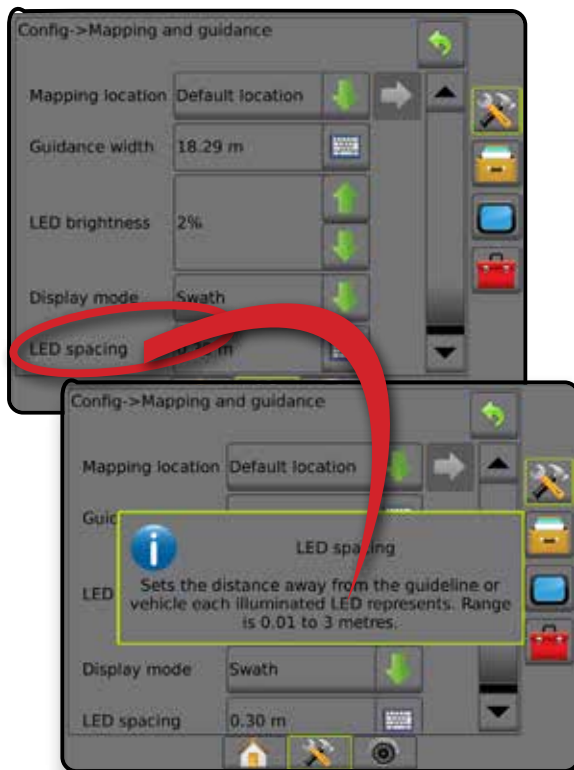 Config->Mapping and guidance
Mapping location Default location
Guidance width 18.29 m
LED brightness 2%
Display mode Swath
LED spacing m
Config->Mapping and guidance
Mapping location Default location
i
LED spacing
LED Sets the distance away from the guideline or
vehicle each illuminated LED represents. Range
is 0.01 to 3 metres.
Display mode Swath
LED spacing 0.30 m